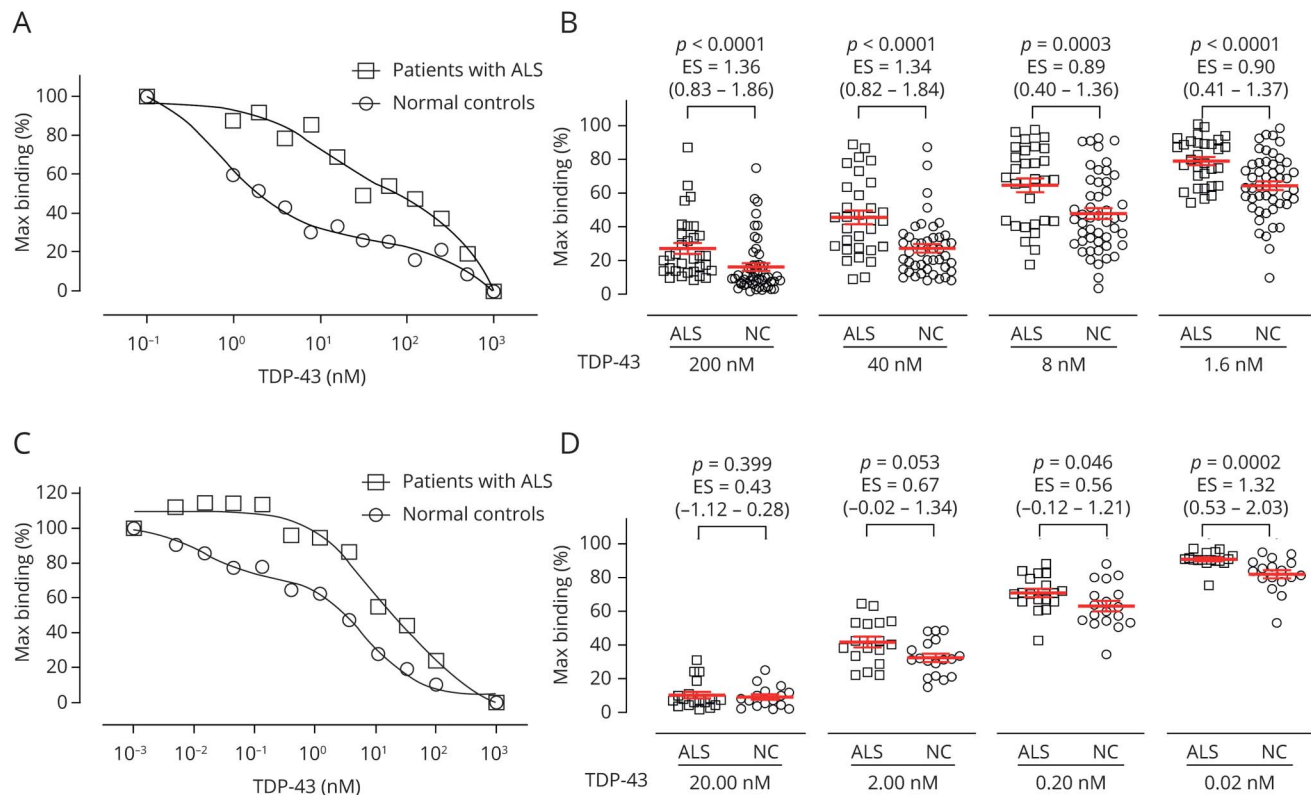 A
Patients with ALS
Normal controls
Max binding (%)
100
80
60
40
20
0
10⁻¹ 10⁰ 10¹ 10² 10³
TDP-43 (nM)
B
p < 0.0001 p < 0.0001 p = 0.0003 p < 0.0001
ES = 1.36 ES = 1.34 ES = 0.89 ES = 0.90
(0.83 – 1.86) (0.82 – 1.84) (0.40 – 1.36) (0.41 – 1.37)
Max binding (%)
100
80
60
40
20
0
ALS NC ALS NC ALS NC ALS NC
TDP-43 200 nM 40 nM 8 nM 1.6 nM
C
Patients with ALS
Normal controls
Max binding (%)
120
100
80
60
40
20
0
10⁻³ 10⁻² 10⁻¹ 10⁰ 10¹ 10² 10³
TDP-43 (nM)
D
p = 0.399 p = 0.053 p = 0.046 p = 0.0002
ES = 0.43 ES = 0.67 ES = 0.56 ES = 1.32
(−1.12 – 0.28) (−0.02 – 1.34) (−0.12 – 1.21) (0.53 – 2.03)
Max binding (%)
100
80
60
40
20
0
ALS NC ALS NC ALS NC ALS NC
TDP-43 20.00 nM 2.00 nM 0.20 nM 0.02 nM